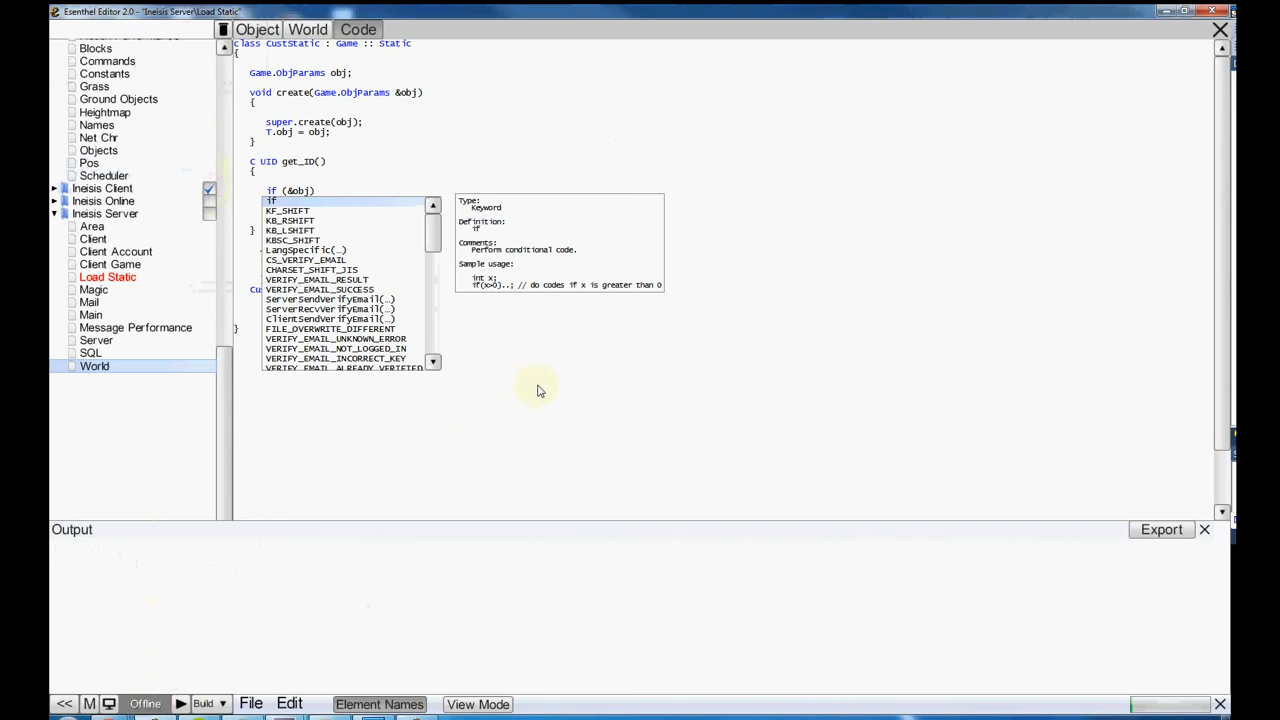 Esenthel Editor 2.0 - "Ineisis Server\Load Static"
Object World Code
Blocks
Commands
Constants
Grass
Ground Objects
Heightmap
Names
Net Chr
Objects
Pos
Scheduler
Ineisis Client
Ineisis Online
Ineisis Server
Area
Client
Client Account
Client Game
Load Static
Magic
Mail
Main
Message Performance
Server
SQL
World
class CustStatic : Game :: Static
{
Game.ObjParams obj;
void create(Game.ObjParams &obj)
{
super.create(obj);
T.obj = obj;
}
C UID get_ID()
{
if (&obj)
if
KF_SHIFT
KB_RSHIFT
KB_LSHIFT
KBSC_SHIFT
LangSpecific(…)
CS_VERIFY_EMAIL
CHARSET_SHIFT_JIS
VERIFY_EMAIL_RESULT
VERIFY_EMAIL_SUCCESS
ServerSendVerifyEmail(…)
ServerRecvVerifyEmail(…)
ClientSendVerifyEmail(…)
FILE_OVERWRITE_DIFFERENT
VERIFY_EMAIL_UNKNOWN_ERROR
VERIFY_EMAIL_NOT_LOGGED_IN
VERIFY_EMAIL_INCORRECT_KEY
VERIFY_EMAIL_ALREADY_VERIFIED
}
Cu
}
Type:
Keyword
Definition:
if
Comments:
Perform conditional code.
Sample usage:
int x;
if(x>0)..; // do codes if x is greater than 0
Output
Export
<< M Offline Build File Edit Element Names View Mode